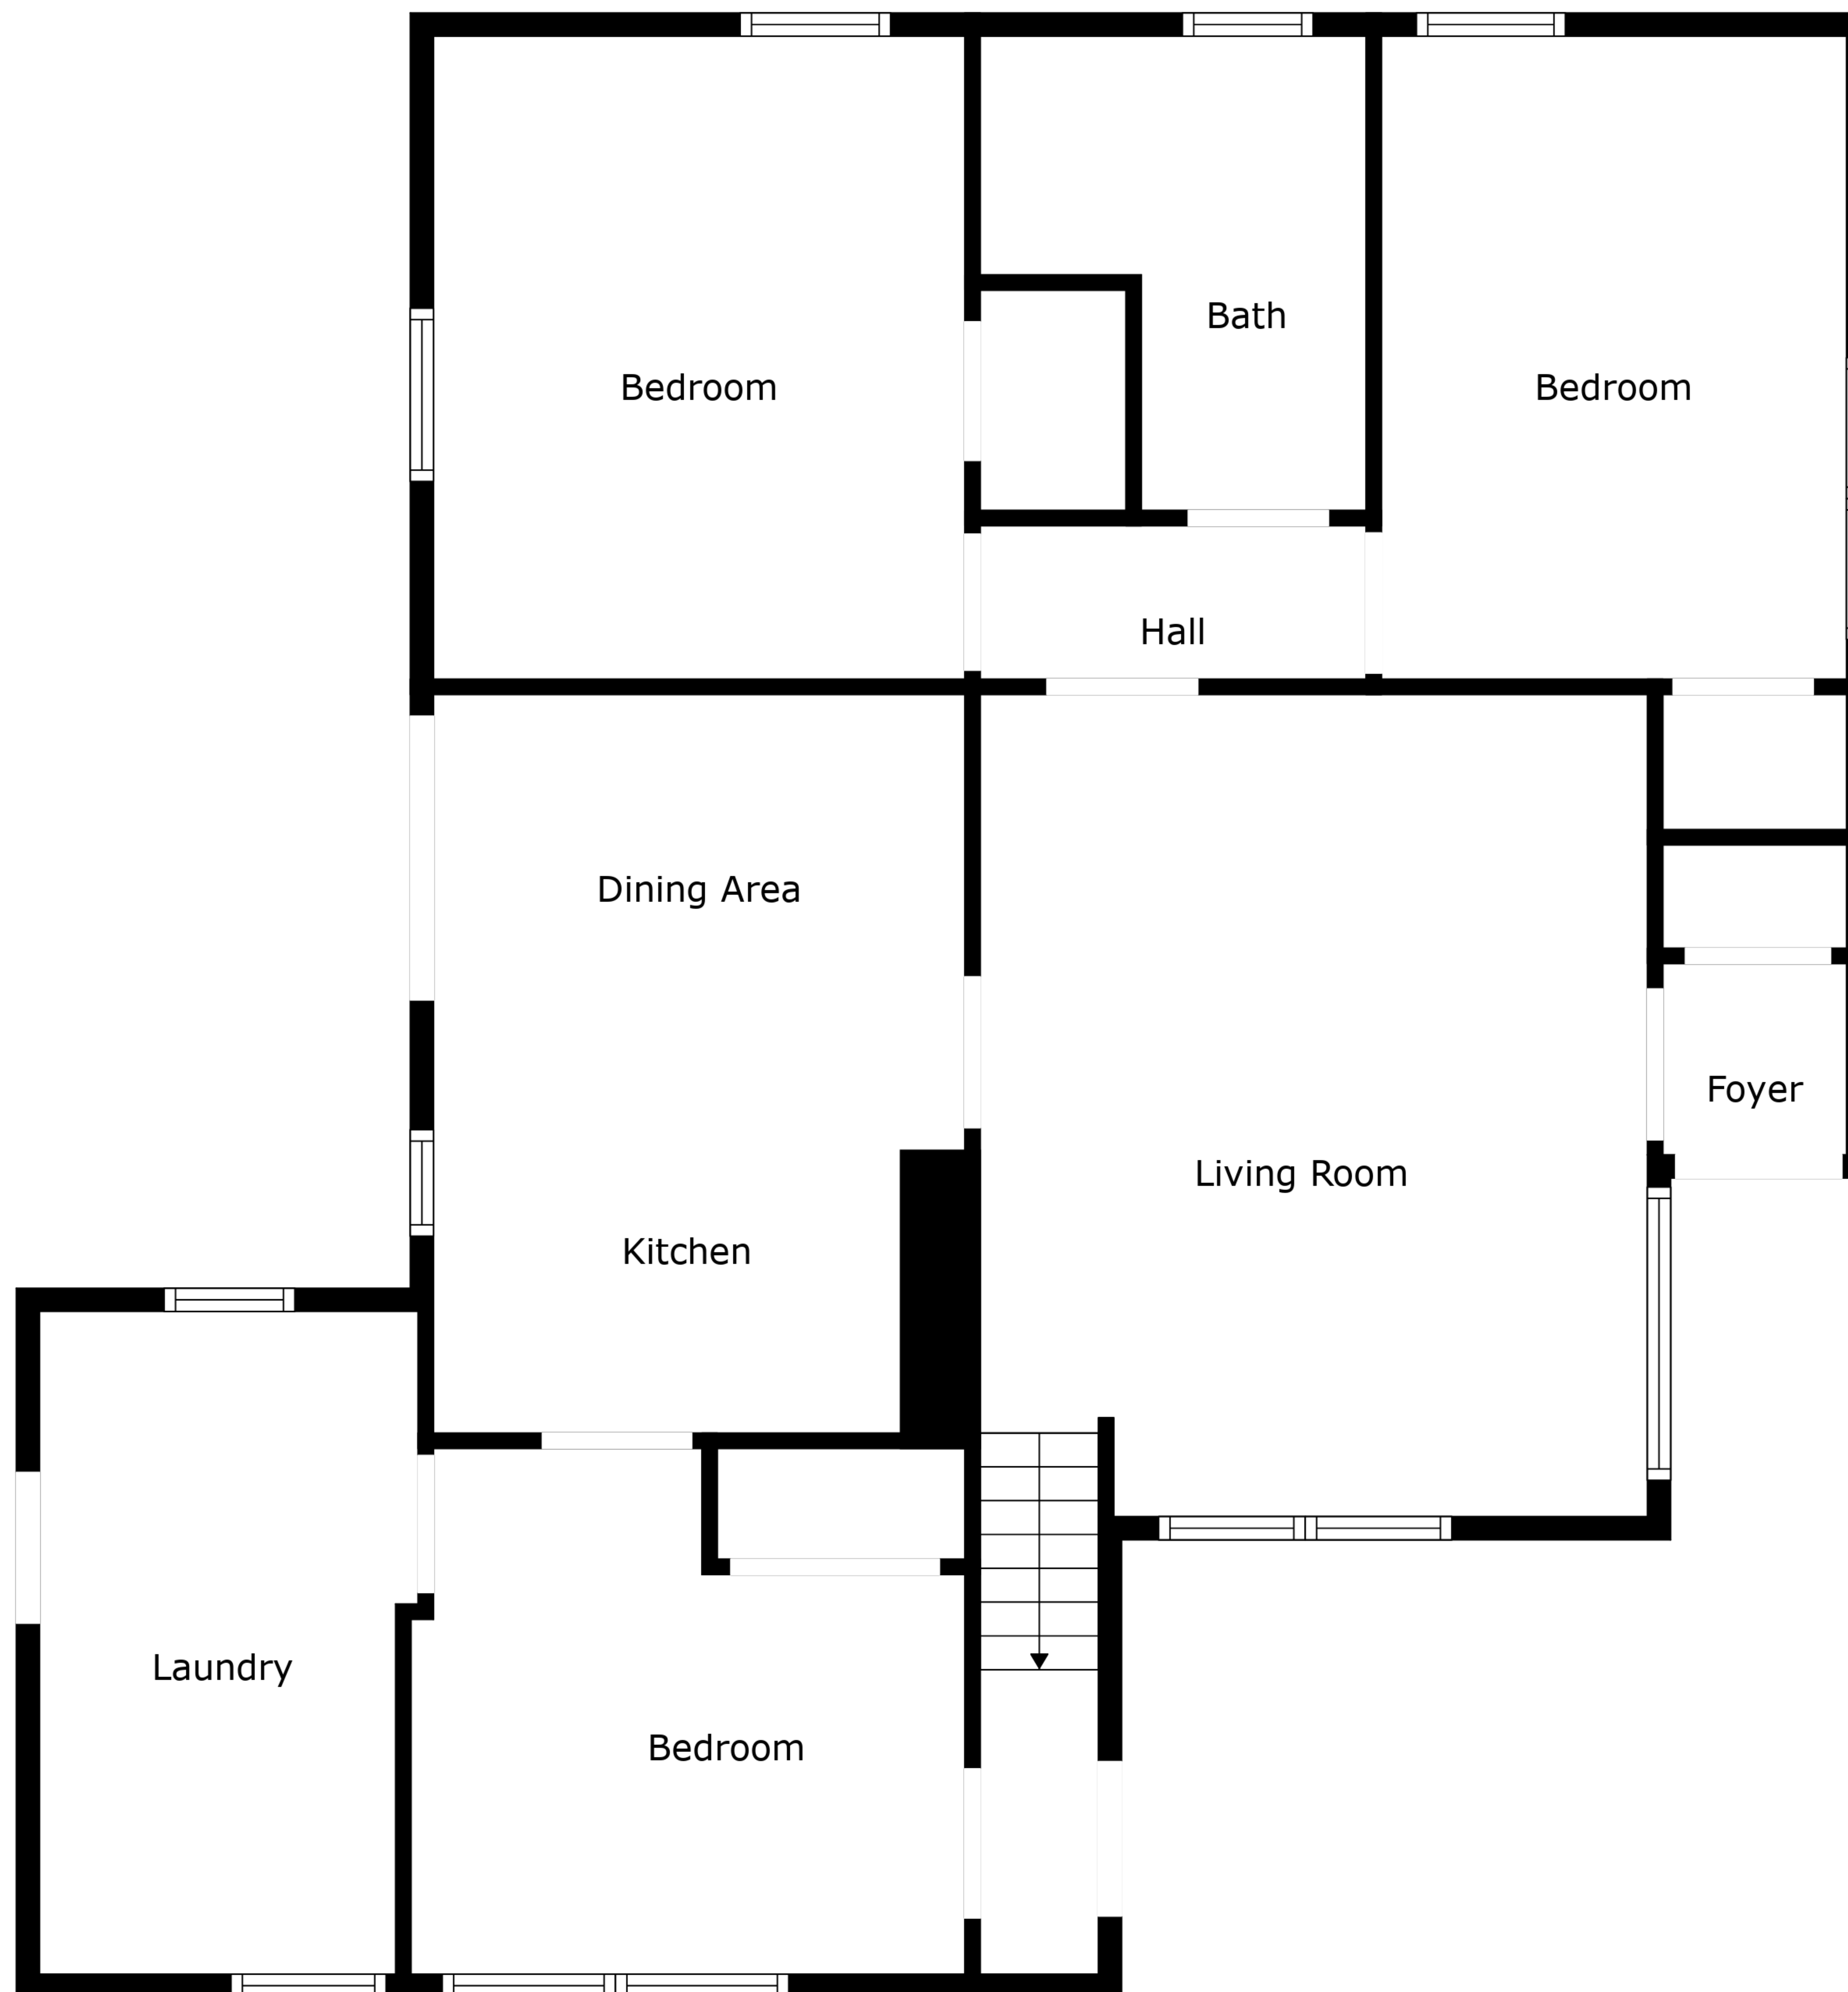 Bath
Bedroom
Bedroom
Hall
Dining Area
Foyer
Living Room
Kitchen
Laundry
Bedroom